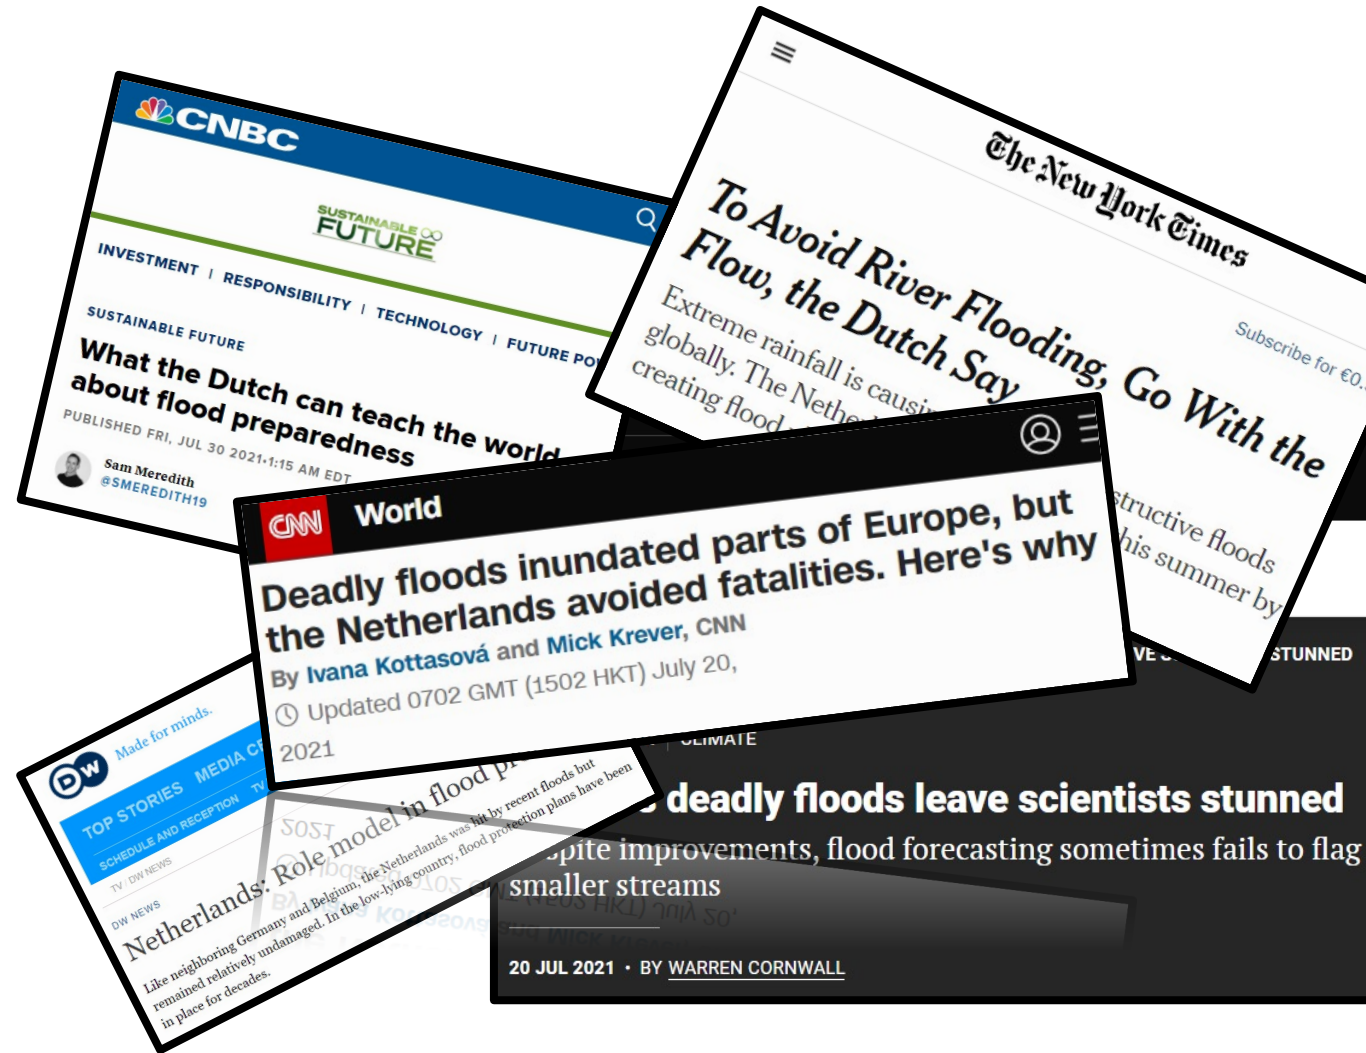 CNBC
SUSTAINABLE
FUTURE
INVESTMENT | RESPONSIBILITY | TECHNOLOGY | FUTURE
SUSTAINABLE FUTURE
What the Dutch can teach the world
about flood preparedness
PUBLISHED FRI, JUL 30 2021•1:15 AM EDT
Sam Meredith
@SMEREDITH19
The New York Times
Subscribe for €0.
To Avoid River Flooding, Go With the
Flow, the Dutch Say
Extreme rainfall is
structive floods
globally. The
his summer by
creating flood
CNN World
Deadly floods inundated parts of Europe, but
the Netherlands avoided fatalities. Here's why
By Ivana Kottasová and Mick Krever, CNN
Updated 0702 GMT (1502 HKT) July 20,
2021
DW Made for minds.
TOP STORIES MEDIA
SCHEDULE AND RECEPTION TV
TV / DW NEWS
DW NEWS
Netherlands: Role model in flood
Like neighboring Germany and Belgium, the Netherlands was hit by recent floods but
remained relatively undamaged. In the low-lying country, flood protection plans have been
in place for decades.
STUNNED
CLIMATE
deadly floods leave scientists stunned
improvements, flood forecasting sometimes fails to flag
smaller streams
20 JUL 2021 • BY WARREN CORNWALL